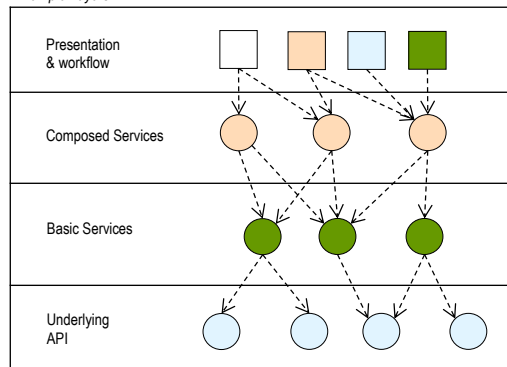 Presentation
& workflow
Composed Services
Basic Services
Underlying
API